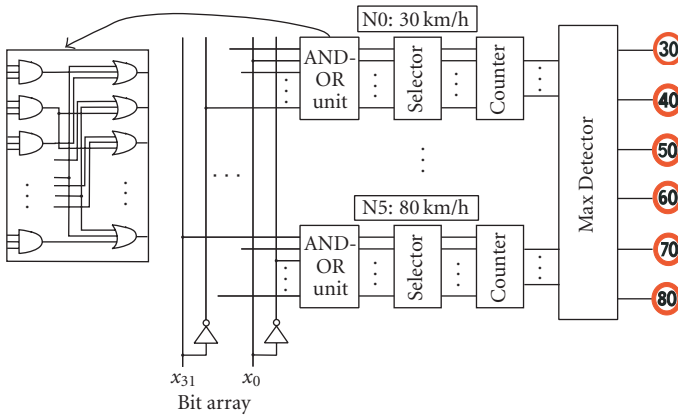 N0: 30 km/h
AND-
OR
unit
Selector
Counter
Max Detector
30
40
50
60
70
80
N5: 80 km/h
AND-
OR
unit
Selector
Counter
x31
x0
Bit array